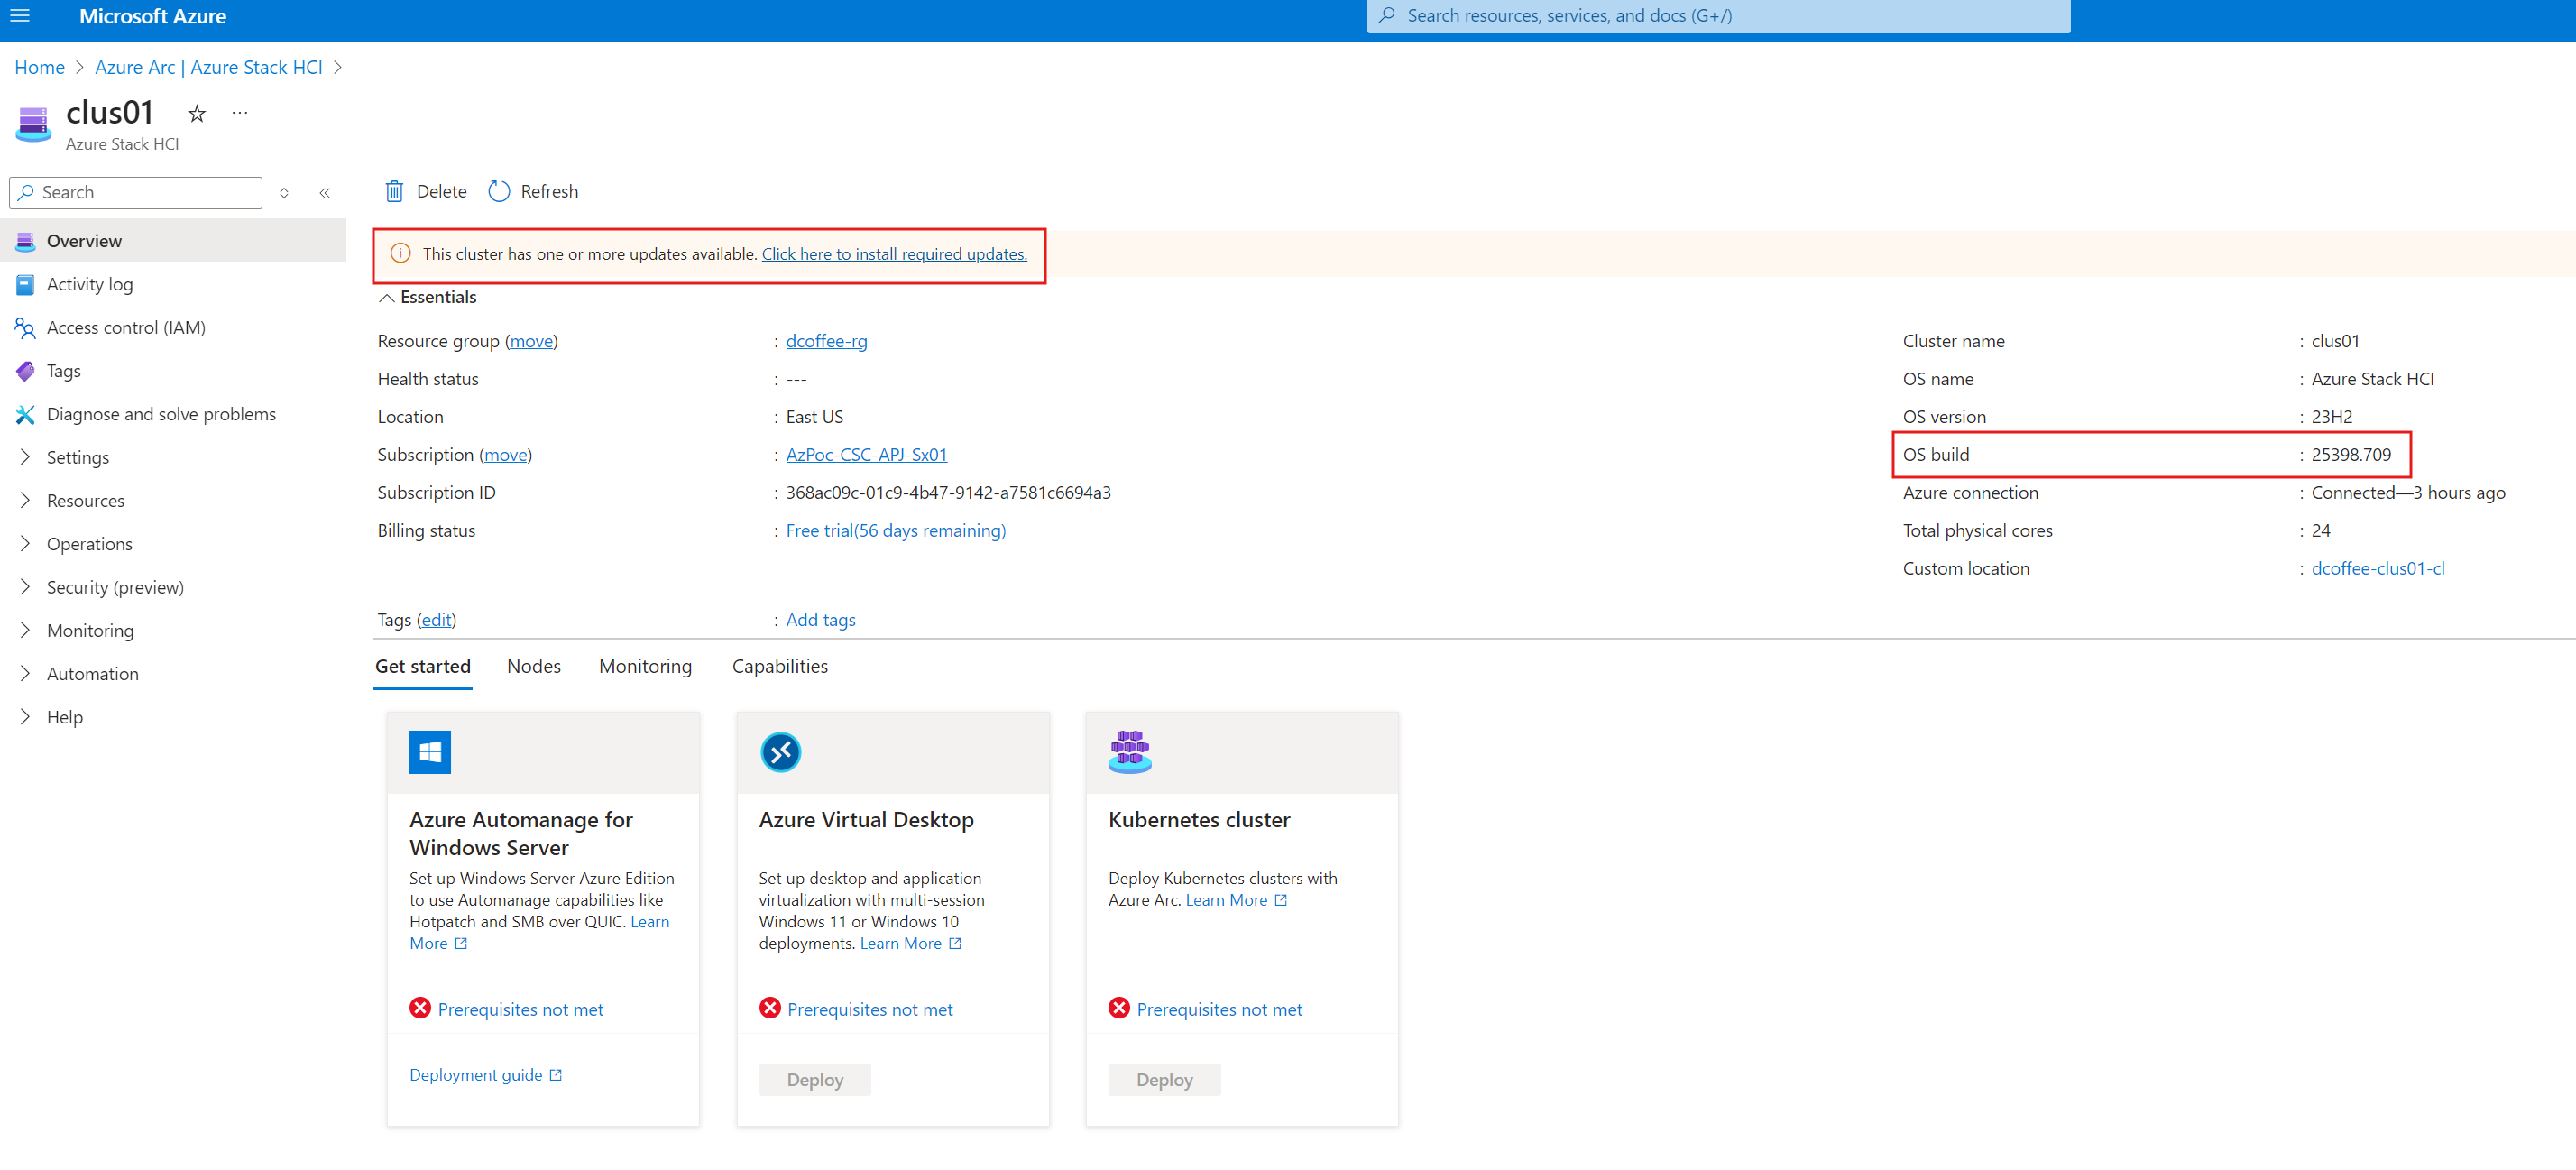 Microsoft Azure
Search resources, services, and docs (G+/)
Home > Azure Arc | Azure Stack HCI >
clus01
Azure Stack HCI
Search
Overview
Activity log
Access control (IAM)
Tags
Diagnose and solve problems
Settings
Resources
Operations
Security (preview)
Monitoring
Automation
Help
Delete Refresh
This cluster has one or more updates available. Click here to install required updates.
Essentials
Resource group (move) : dcoffee-rg
Health status : ---
Location : East US
Subscription (move) : AzPoc-CSC-APJ-Sx01
Subscription ID : 368ac09c-01c9-4b47-9142-a7581c6694a3
Billing status : Free trial(56 days remaining)
Cluster name : clus01
OS name : Azure Stack HCI
OS version : 23H2
OS build : 25398.709
Azure connection : Connected—3 hours ago
Total physical cores : 24
Custom location : dcoffee-clus01-cl
Tags (edit) : Add tags
Get started Nodes Monitoring Capabilities
Azure Automanage for
Windows Server
Set up Windows Server Azure Edition
to use Automanage capabilities like
Hotpatch and SMB over QUIC. Learn
More
Prerequisites not met
Deployment guide
Azure Virtual Desktop
Set up desktop and application
virtualization with multi-session
Windows 11 or Windows 10
deployments. Learn More
Prerequisites not met
Deploy
Kubernetes cluster
Deploy Kubernetes clusters with
Azure Arc. Learn More
Prerequisites not met
Deploy